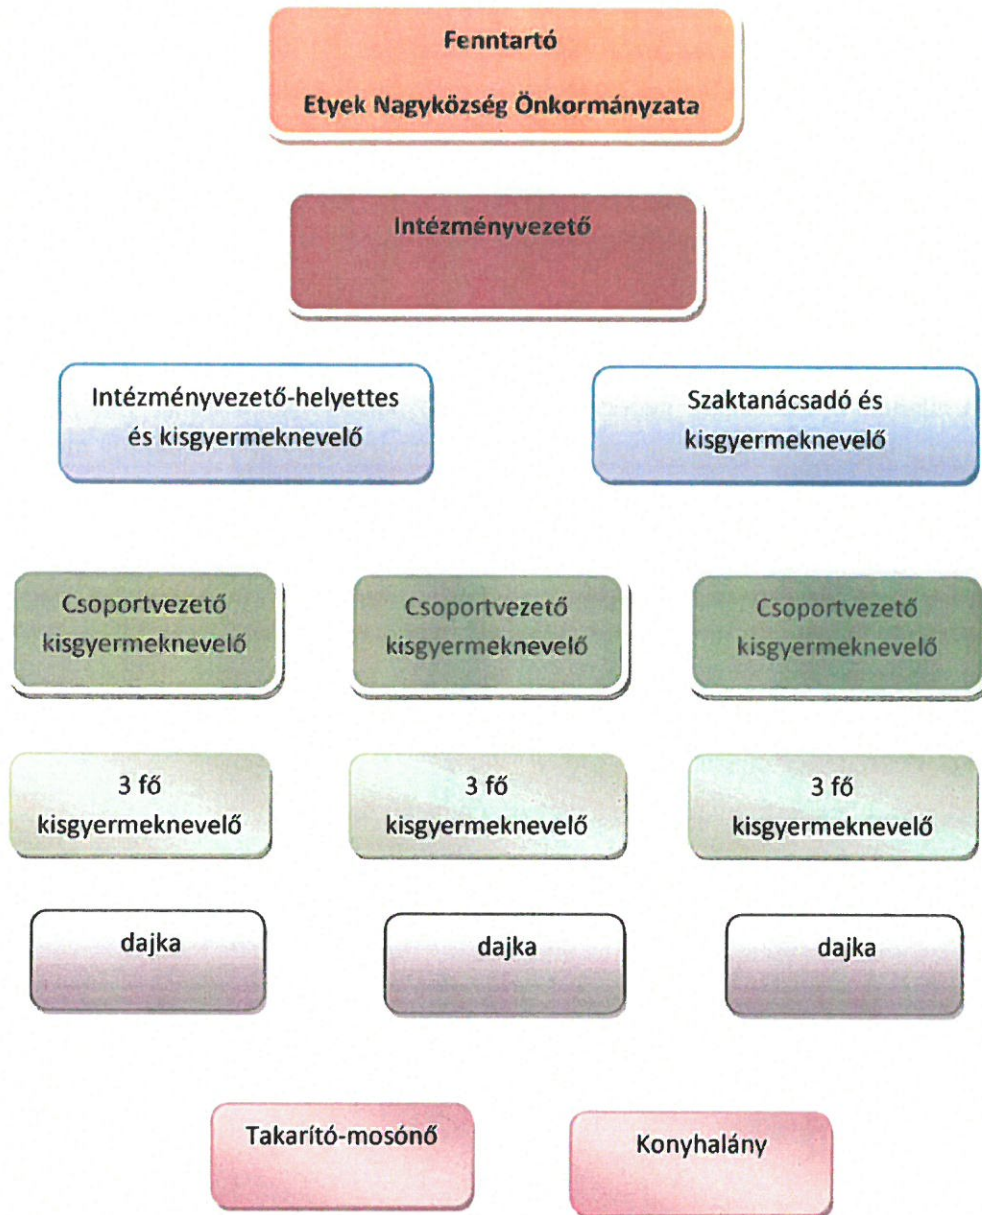 Fenntartó
Etyek Nagyközség Önkormányzata
Intézményvezető
Intézményvezető-helyettes
és kisgyermeknevelő
Szaktanácsadó és
kisgyermeknevelő
Csoportvezető
kisgyermeknevelő
Csoportvezető
kisgyermeknevelő
Csoportvezető
kisgyermeknevelő
3 fő
kisgyermeknevelő
3 fő
kisgyermeknevelő
3 fő
kisgyermeknevelő
dajka
dajka
dajka
Takarító-mosónő
Konyhalány